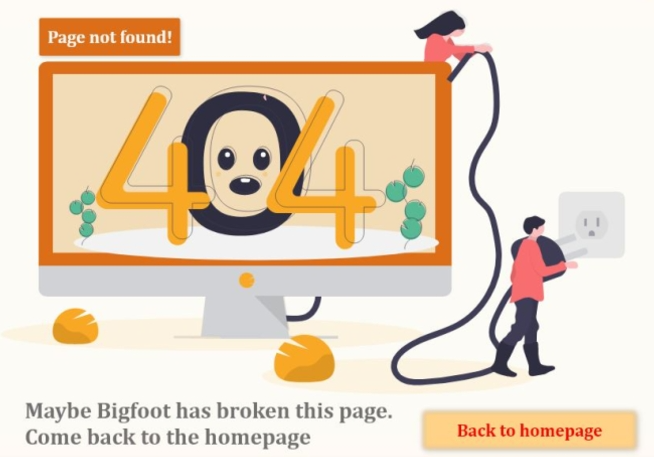 Page not found!
404
Maybe Bigfoot has broken this page.
Come back to the homepage
Back to homepage